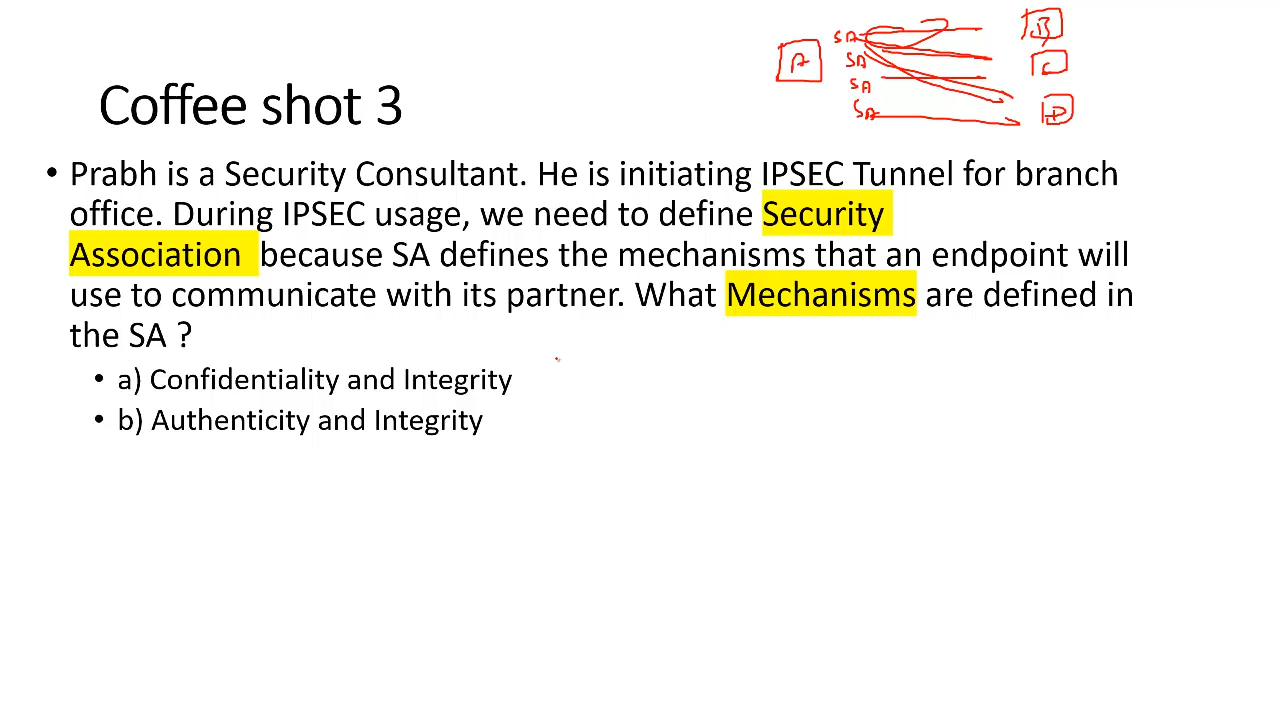 SA
B
A
SA
C
SA
SA
D
Coffee shot 3
• Prabh is a Security Consultant. He is initiating IPSEC Tunnel for branch
office. During IPSEC usage, we need to define Security
Association because SA defines the mechanisms that an endpoint will
use to communicate with its partner. What Mechanisms are defined in
the SA ?
• a) Confidentiality and Integrity
• b) Authenticity and Integrity